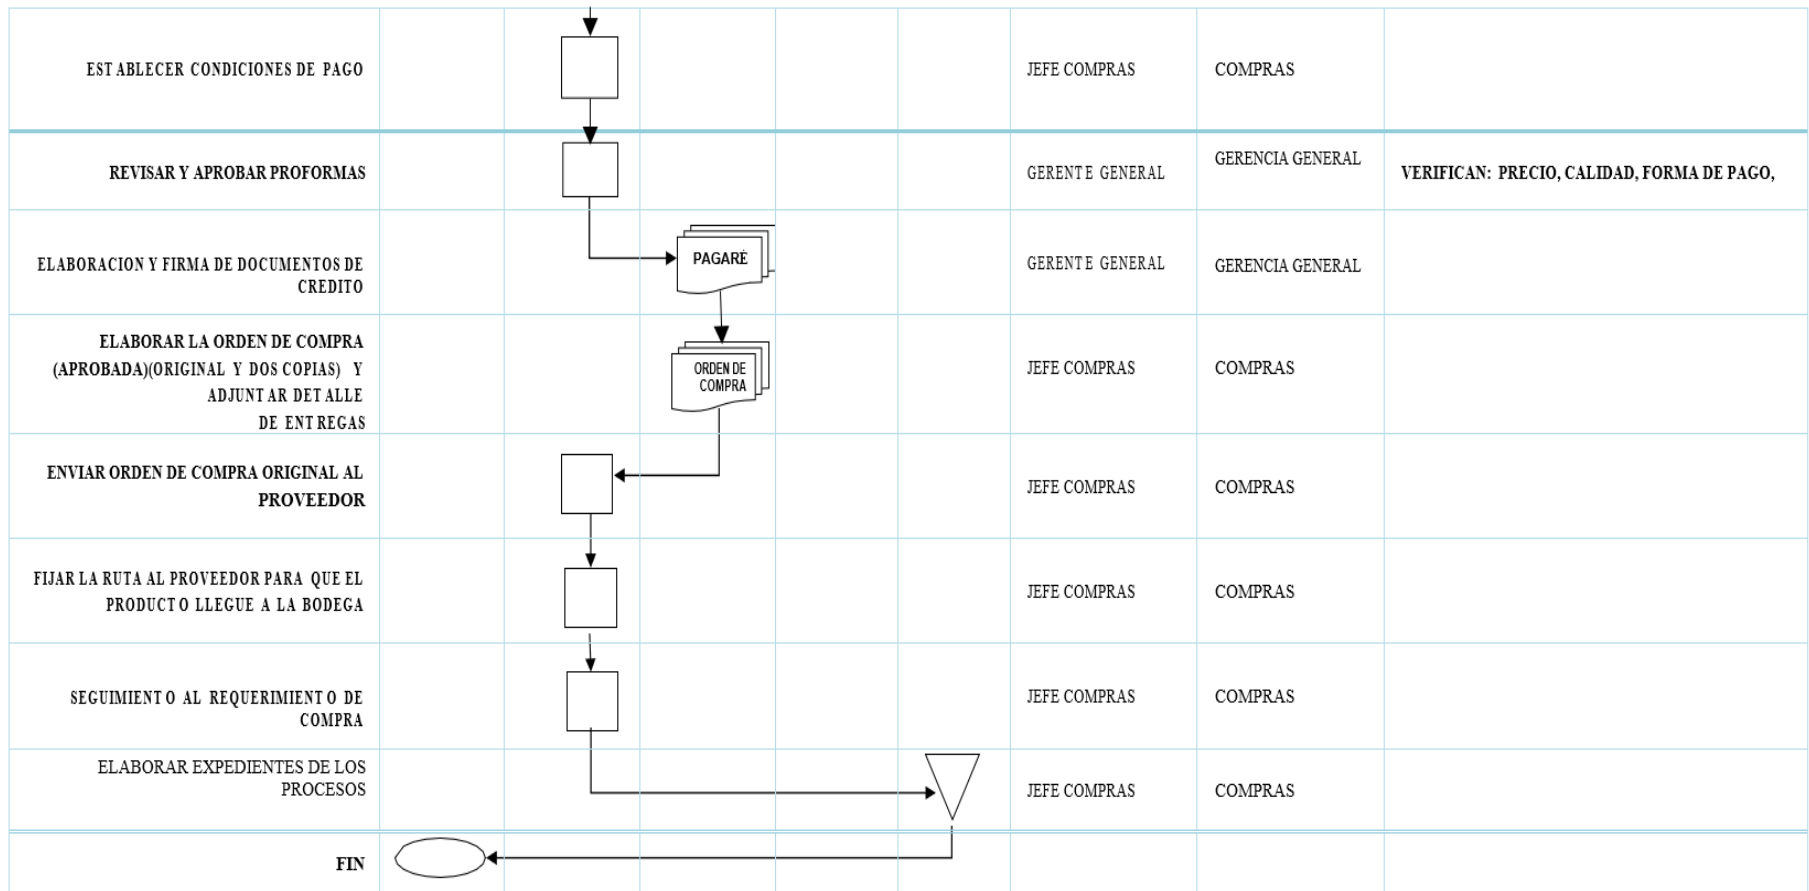 ESTABLECER CONDICIONES DE PAGO
JEFE COMPRAS
COMPRAS
REVISAR Y APROBAR PROFORMAS
GERENTE GENERAL
GERENCIA GENERAL
VERIFICAN: PRECIO, CALIDAD, FORMA DE PAGO,
ELABORACION Y FIRMA DE DOCUMENTOS DE
CREDITO
PAGARÉ
GERENTE GENERAL
GERENCIA GENERAL
ELABORAR LA ORDEN DE COMPRA
(APROBADA)(ORIGINAL Y DOS COPIAS) Y
ADJUNTAR DETALLE
DE ENTREGAS
ORDEN DE
COMPRA
JEFE COMPRAS
COMPRAS
ENVIAR ORDEN DE COMPRA ORIGINAL AL
PROVEEDOR
JEFE COMPRAS
COMPRAS
FIJAR LA RUTA AL PROVEEDOR PARA QUE EL
PRODUCTO LLEGUE A LA BODEGA
JEFE COMPRAS
COMPRAS
SEGUIMIENTO AL REQUERIMIENTO DE
COMPRA
JEFE COMPRAS
COMPRAS
ELABORAR EXPEDIENTES DE LOS
PROCESOS
JEFE COMPRAS
COMPRAS
FIN